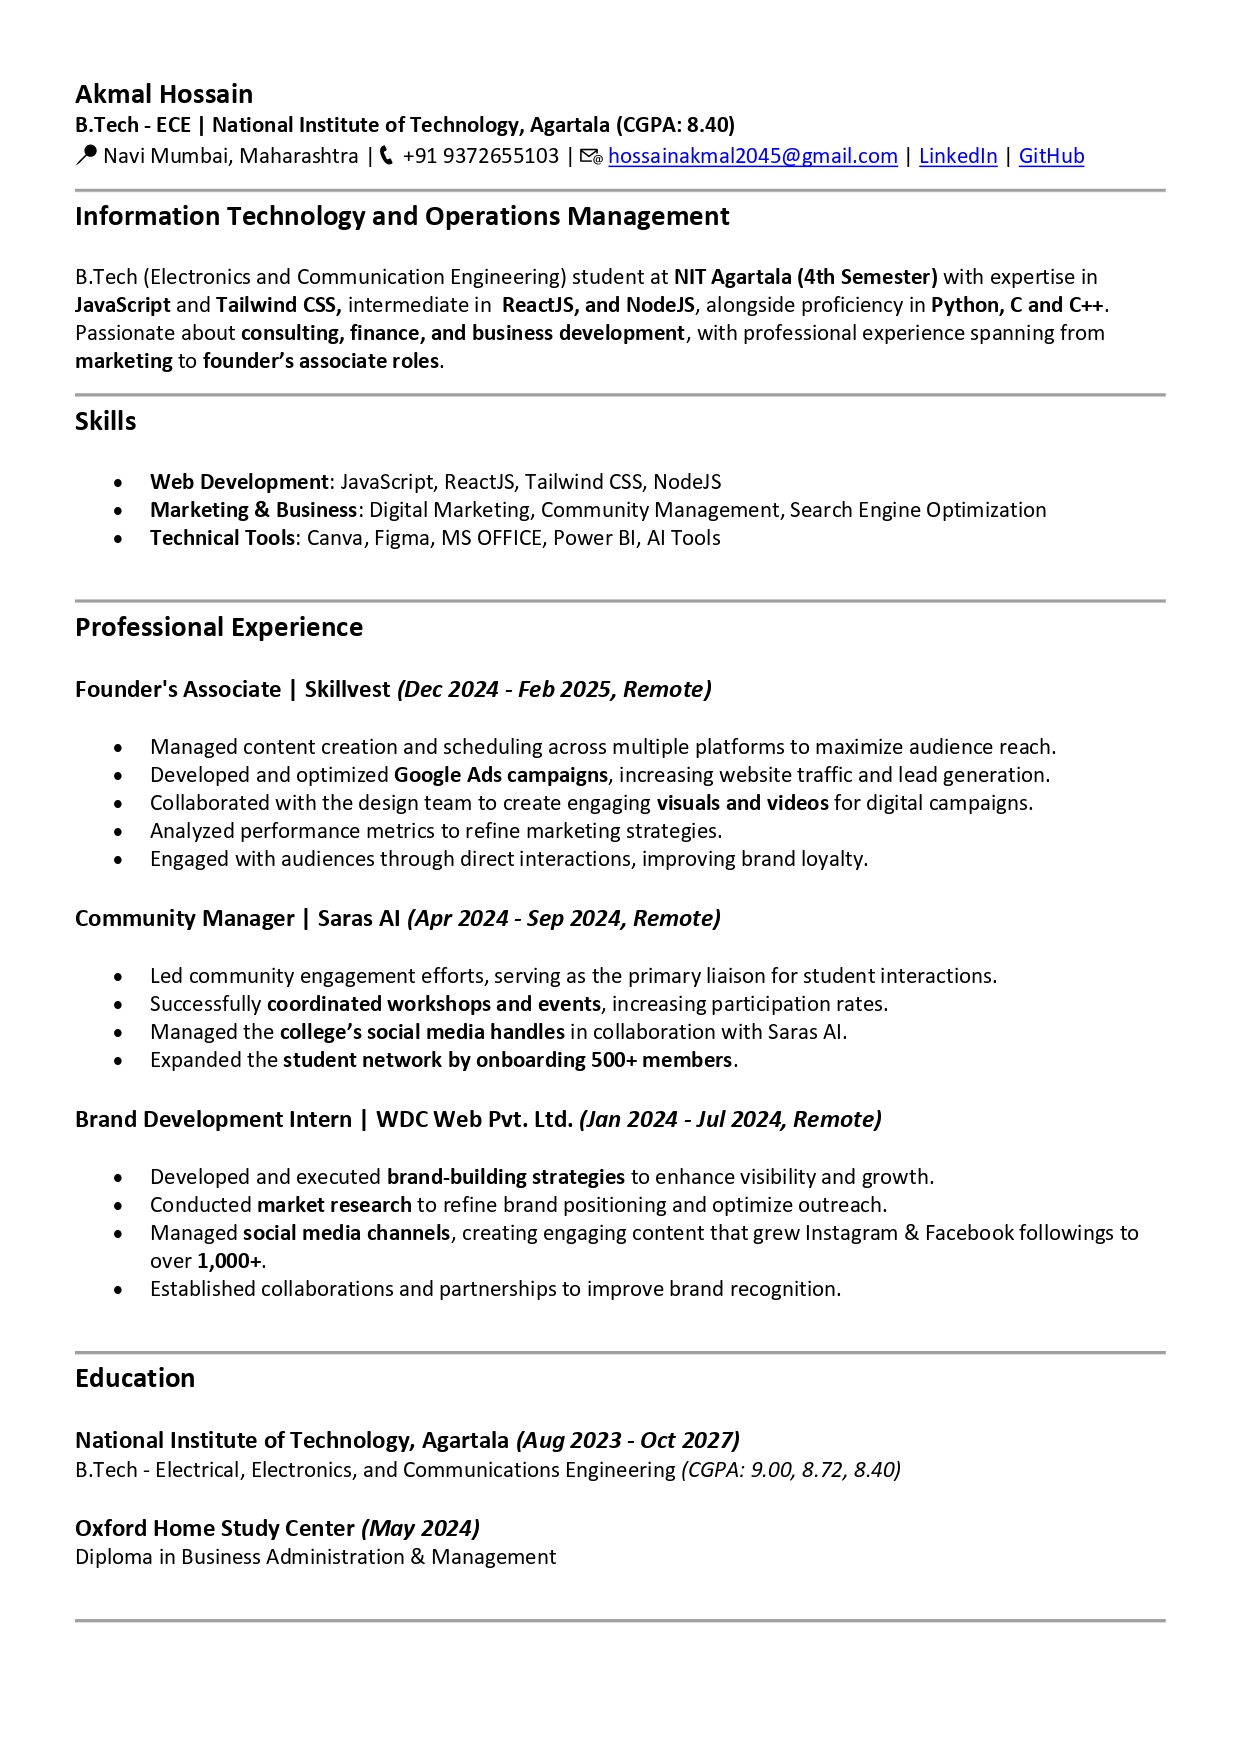 Akmal Hossain
B.Tech - ECE | National Institute of Technology, Agartala (CGPA: 8.40)
Navi Mumbai, Maharashtra | +91 9372655103 | hossainakmal2045@gmail.com | LinkedIn | GitHub
Information Technology and Operations Management
B.Tech (Electronics and Communication Engineering) student at NIT Agartala (4th Semester) with expertise in
JavaScript and Tailwind CSS, intermediate in ReactJS, and NodeJS, alongside proficiency in Python, C and C++.
Passionate about consulting, finance, and business development, with professional experience spanning from
marketing to founder’s associate roles.
Skills
• Web Development: JavaScript, ReactJS, Tailwind CSS, NodeJS
• Marketing & Business: Digital Marketing, Community Management, Search Engine Optimization
• Technical Tools: Canva, Figma, MS OFFICE, Power BI, AI Tools
Professional Experience
Founder's Associate | Skillvest (Dec 2024 - Feb 2025, Remote)
• Managed content creation and scheduling across multiple platforms to maximize audience reach.
• Developed and optimized Google Ads campaigns, increasing website traffic and lead generation.
• Collaborated with the design team to create engaging visuals and videos for digital campaigns.
• Analyzed performance metrics to refine marketing strategies.
• Engaged with audiences through direct interactions, improving brand loyalty.
Community Manager | Saras AI (Apr 2024 - Sep 2024, Remote)
• Led community engagement efforts, serving as the primary liaison for student interactions.
• Successfully coordinated workshops and events, increasing participation rates.
• Managed the college’s social media handles in collaboration with Saras AI.
• Expanded the student network by onboarding 500+ members.
Brand Development Intern | WDC Web Pvt. Ltd. (Jan 2024 - Jul 2024, Remote)
• Developed and executed brand-building strategies to enhance visibility and growth.
• Conducted market research to refine brand positioning and optimize outreach.
• Managed social media channels, creating engaging content that grew Instagram & Facebook followings to
over 1,000+.
• Established collaborations and partnerships to improve brand recognition.
Education
National Institute of Technology, Agartala (Aug 2023 - Oct 2027)
B.Tech - Electrical, Electronics, and Communications Engineering (CGPA: 9.00, 8.72, 8.40)
Oxford Home Study Center (May 2024)
Diploma in Business Administration & Management